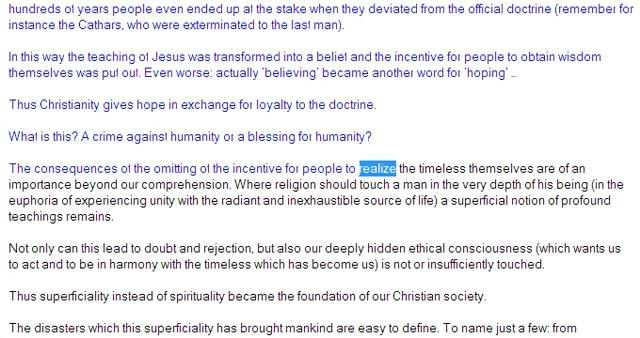 hundreds of years people even ended up at the stake when they deviated from the official doctrine (remember for
instance the Cathars, who were exterminated to the last man).
In this way the teaching of Jesus was transformed into a belief and the incentive for people to obtain wisdom
themselves was put out. Even worse: actually 'believing' became another word for 'hoping' ...
Thus Christianity gives hope in exchange for loyalty to the doctrine.
What is this? A crime against humanity or a blessing for humanity?
The consequences of the omitting of the incentive for people to realize the timeless themselves are of an
importance beyond our comprehension. Where religion should touch a man in the very depth of his being (in the
euphoria of experiencing unity with the radiant and inexhaustible source of life) a superficial notion of profound
teachings remains.
Not only can this lead to doubt and rejection, but also our deeply hidden ethical consciousness (which wants us
to act and to be in harmony with the timeless which has become us) is not or insufficiently touched.
Thus superficiality instead of spirituality became the foundation of our Christian society.
The disasters which this superficiality has brought mankind are easy to define. To name just a few: from